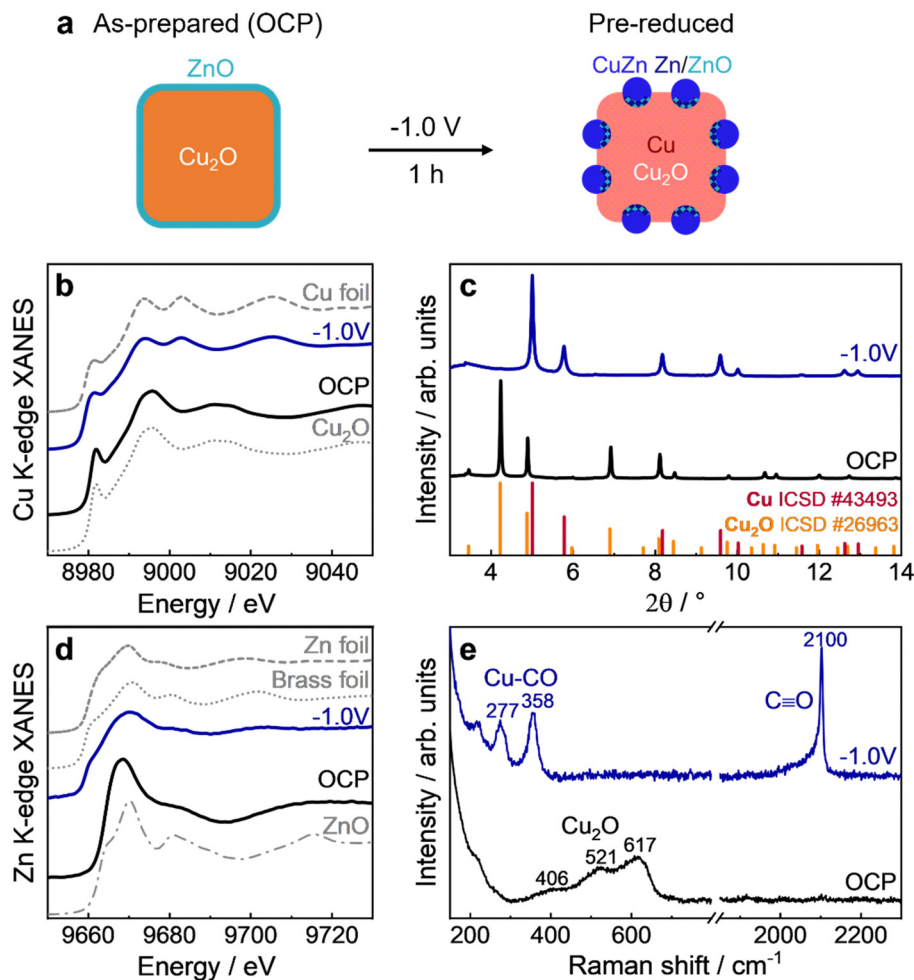 a As-prepared (OCP) Pre-reduced
ZnO CuZn Zn/ZnO
-1.0 V
Cu₂O Cu
1 h Cu₂O
b
Cu foil
-1.0V
OCP
Cu₂O
Cu K-edge XANES
8980 9000 9020 9040
Energy / eV
c
-1.0V
OCP
Cu ICSD #43493
Cu₂O ICSD #26963
Intensity / arb. units
4 6 8 10 12 14
2θ / °
d
Zn foil
Brass foil
-1.0V
OCP
ZnO
Zn K-edge XANES
9660 9680 9700 9720
Energy / eV
e
2100
Cu-CO
277 358
C≡O
-1.0V
Cu₂O
406 521 617
OCP
Intensity / arb. units
200 400 600 2000 2200
Raman shift / cm⁻¹